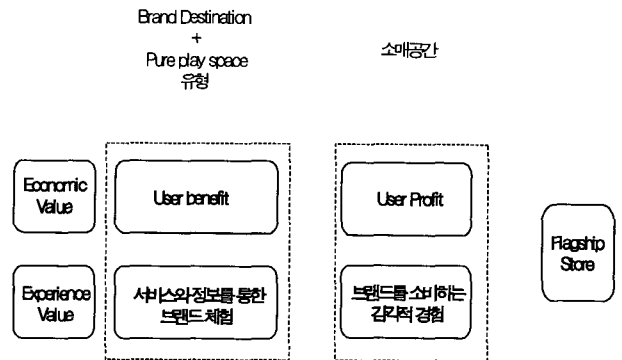 Brand Destination
+
Pure play space
유형
소매공간
Economic
Value
User benefit
User Profit
Flagship
Store
Experience
Value
서비스와 정보를 통한
브랜드 체험
브랜드를 소비하는
감각적 경험